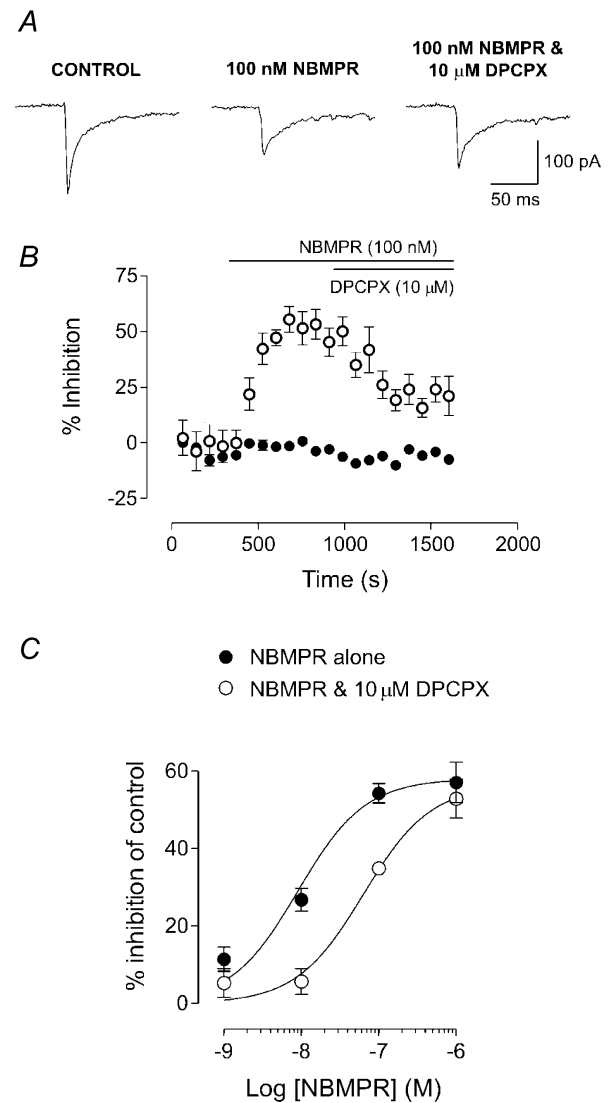 A
CONTROL
100 nM NBMPR
100 nM NBMPR &
10 μM DPCPX
100 pA
50 ms
B
NBMPR (100 nM)
DPCPX (10 μM)
75
50
25
0
-25
% Inhibition
0 500 1000 1500 2000
Time (s)
C
NBMPR alone
NBMPR & 10 μM DPCPX
60
40
20
0
% inhibition of control
-9 -8 -7 -6
Log [NBMPR] (M)